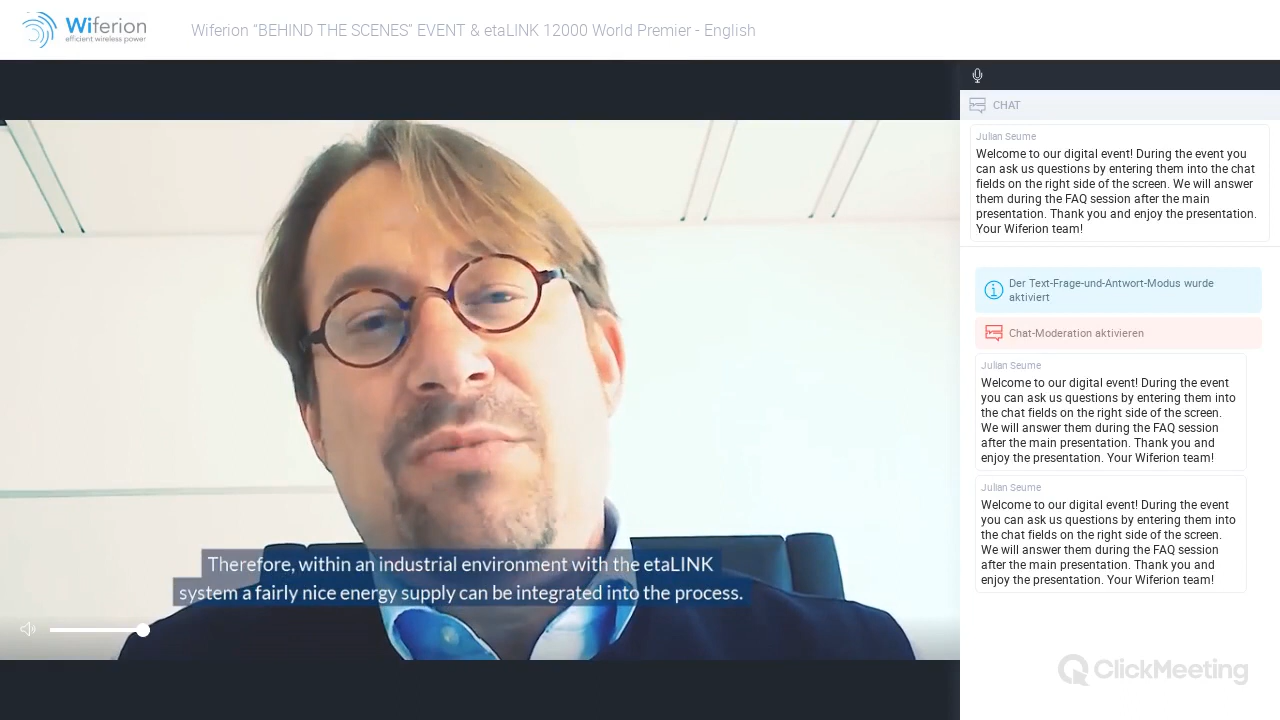 Wiferion
efficient wireless power
Wiferion “BEHIND THE SCENES” EVENT & etaLINK 12000 World Premier - English
Therefore, within an industrial environment with the etaLINK
system a fairly nice energy supply can be integrated into the process.
CHAT
Julian Seume
Welcome to our digital event! During the event you
can ask us questions by entering them into the chat
fields on the right side of the screen. We will answer
them during the FAQ session after the main
presentation. Thank you and enjoy the presentation.
Your Wiferion team!
Der Text-Frage-und-Antwort-Modus wurde
aktiviert
Chat-Moderation aktivieren
Julian Seume
Welcome to our digital event! During the event
you can ask us questions by entering them into
the chat fields on the right side of the screen.
We will answer them during the FAQ session
after the main presentation. Thank you and
enjoy the presentation. Your Wiferion team!
Julian Seume
Welcome to our digital event! During the event
you can ask us questions by entering them into
the chat fields on the right side of the screen.
We will answer them during the FAQ session
after the main presentation. Thank you and
enjoy the presentation. Your Wiferion team!
ClickMeeting